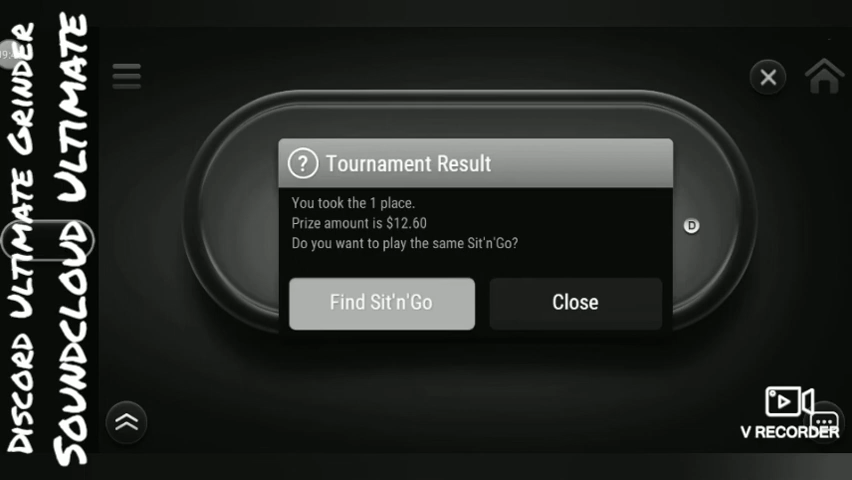 DISCORD ULTIMATE GRINDER
SOUNDCLOUD ULTIMATE
Tournament Result
You took the 1 place.
Prize amount is $12.60
Do you want to play the same Sit'n'Go?
Find Sit'n'Go
Close
D
V RECORDER